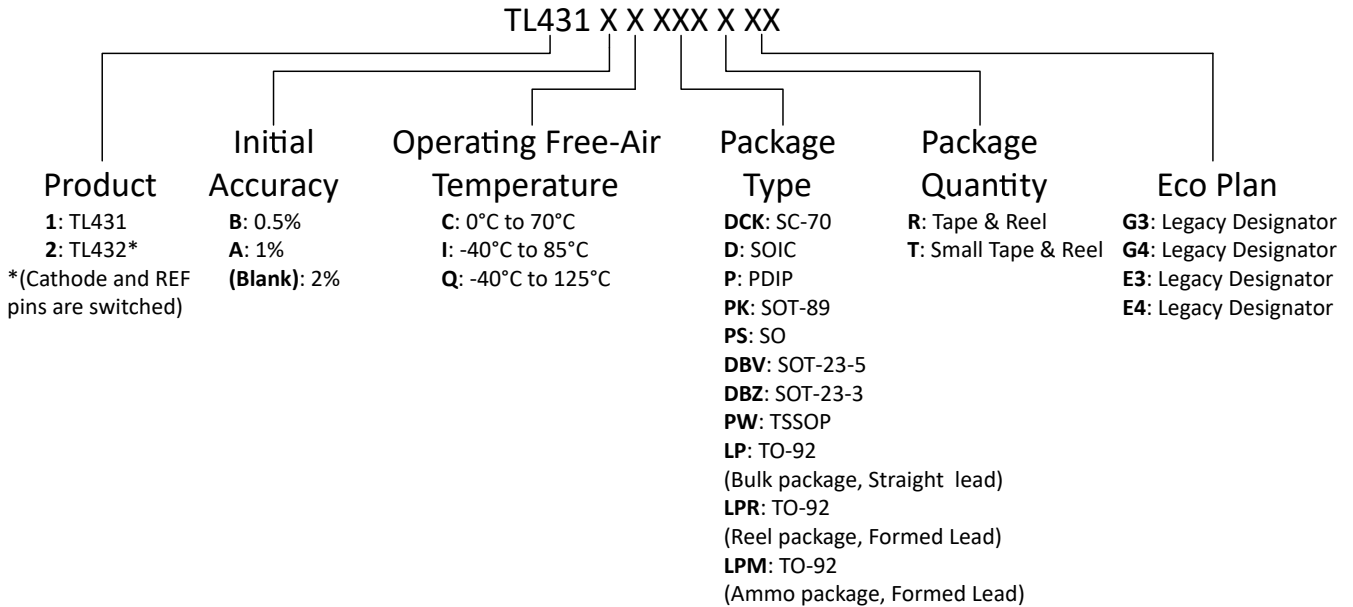 TL431 X X XXX X XX
Product
1: TL431
2: TL432*
*(Cathode and REF
pins are switched)
Initial
Accuracy
B: 0.5%
A: 1%
(Blank): 2%
Operating Free-Air
Temperature
C: 0°C to 70°C
I: -40°C to 85°C
Q: -40°C to 125°C
Package
Type
DCK: SC-70
D: SOIC
P: PDIP
PK: SOT-89
PS: SO
DBV: SOT-23-5
DBZ: SOT-23-3
PW: TSSOP
LP: TO-92
(Bulk package, Straight lead)
LPR: TO-92
(Reel package, Formed Lead)
LPM: TO-92
(Ammo package, Formed Lead)
Package
Quantity
R: Tape & Reel
T: Small Tape & Reel
Eco Plan
G3: Legacy Designator
G4: Legacy Designator
E3: Legacy Designator
E4: Legacy Designator